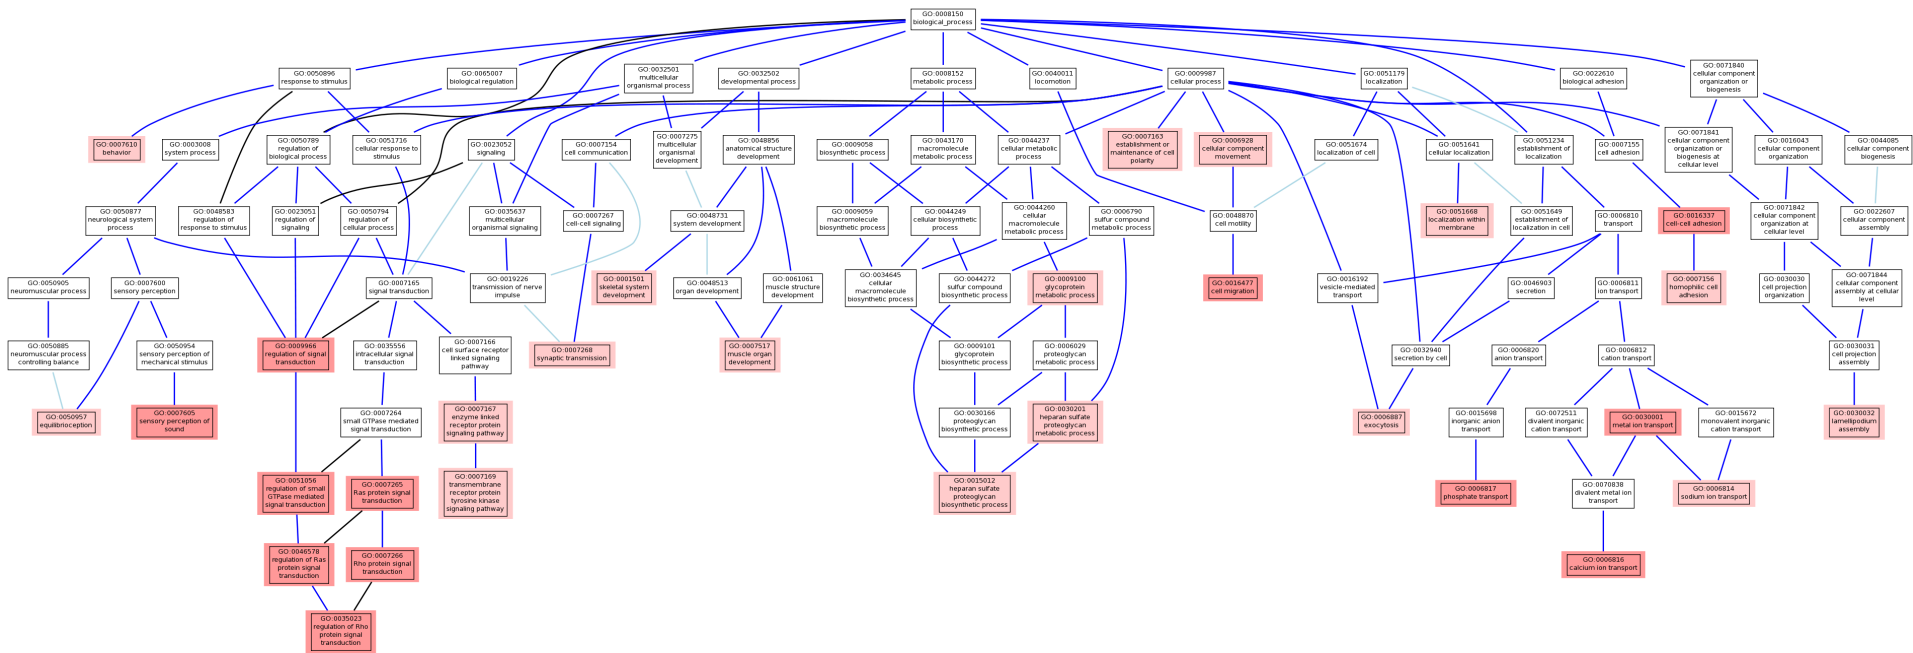 GO:0008150
biological_process
GO:0050896
response to stimulus
GO:0065007
biological regulation
GO:0032501
multicellular
organismal process
GO:0032502
developmental process
GO:0008152
metabolic process
GO:0040011
locomotion
GO:0009987
cellular process
GO:0051179
localization
GO:0022610
biological adhesion
GO:0071840
cellular component
organization or
biogenesis
GO:0007610
behavior
GO:0003008
system process
GO:0050789
regulation of
biological process
GO:0051716
cellular response to
stimulus
GO:0023052
signaling
GO:0007154
cell communication
GO:0007275
multicellular
organismal
development
GO:0048856
anatomical structure
development
GO:0009058
biosynthetic process
GO:0043170
macromolecule
metabolic process
GO:0044237
cellular metabolic
process
GO:0007163
establishment or
maintenance of cell
polarity
GO:0006928
cellular component
movement
GO:0051674
localization of cell
GO:0051641
cellular localization
GO:0051234
establishment of
localization
GO:0007155
cell adhesion
GO:0071841
cellular component
organization or
biogenesis at
cellular level
GO:0016043
cellular component
organization
GO:0044085
cellular component
biogenesis
GO:0050877
neurological system
process
GO:0048583
regulation of
response to stimulus
GO:0023051
regulation of
signaling
GO:0050794
regulation of
cellular process
GO:0035637
multicellular
organismal signaling
GO:0007267
cell-cell signaling
GO:0048731
system development
GO:0009059
macromolecule
biosynthetic process
GO:0044249
cellular biosynthetic
process
GO:0044260
cellular
macromolecule
metabolic process
GO:0006790
sulfur compound
metabolic process
GO:0048870
cell motility
GO:0051668
localization within
membrane
GO:0051649
establishment of
localization in cell
GO:0006810
transport
GO:0016337
cell-cell adhesion
GO:0071842
cellular component
organization at
cellular level
GO:0022607
cellular component
assembly
GO:0050905
neuromuscular process
GO:0007600
sensory perception
GO:0007165
signal transduction
GO:0019226
transmission of nerve
impulse
GO:0001501
skeletal system
development
GO:0048513
organ development
GO:0061061
muscle structure
development
GO:0034645
cellular
macromolecule
biosynthetic process
GO:0044272
sulfur compound
biosynthetic process
GO:0009100
glycoprotein
metabolic process
GO:0016477
cell migration
GO:0016192
vesicle-mediated
transport
GO:0046903
secretion
GO:0006811
ion transport
GO:0007156
homophilic cell
adhesion
GO:0030030
cell projection
organization
GO:0071844
cellular component
assembly at cellular
level
GO:0050885
neuromuscular process
controlling balance
GO:0050954
sensory perception of
mechanical stimulus
GO:0009966
regulation of signal
transduction
GO:0035556
intracellular signal
transduction
GO:0007166
cell surface receptor
linked signaling
pathway
GO:0007268
synaptic transmission
GO:0007517
muscle organ
development
GO:0009101
glycoprotein
biosynthetic process
GO:0006029
proteoglycan
metabolic process
GO:0032940
secretion by cell
GO:0006820
anion transport
GO:0006812
cation transport
GO:0030031
cell projection
assembly
GO:0050957
equilibrioception
GO:0007605
sensory perception of
sound
GO:0007264
small GTPase mediated
signal transduction
GO:0007167
enzyme linked
receptor protein
signaling pathway
GO:0030166
proteoglycan
biosynthetic process
GO:0030201
heparan sulfate
proteoglycan
metabolic process
GO:0006887
exocytosis
GO:0015698
inorganic anion
transport
GO:0072511
divalent inorganic
cation transport
GO:0030001
metal ion transport
GO:0015672
monovalent inorganic
cation transport
GO:0030032
lamellipodium
assembly
GO:0051056
regulation of small
GTPase mediated
signal transduction
GO:0007265
Ras protein signal
transduction
GO:0007169
transmembrane
receptor protein
tyrosine kinase
signaling pathway
GO:0015012
heparan sulfate
proteoglycan
biosynthetic process
GO:0006817
phosphate transport
GO:0070838
divalent metal ion
transport
GO:0006814
sodium ion transport
GO:0046578
regulation of Ras
protein signal
transduction
GO:0007266
Rho protein signal
transduction
GO:0006816
calcium ion transport
GO:0035023
regulation of Rho
protein signal
transduction